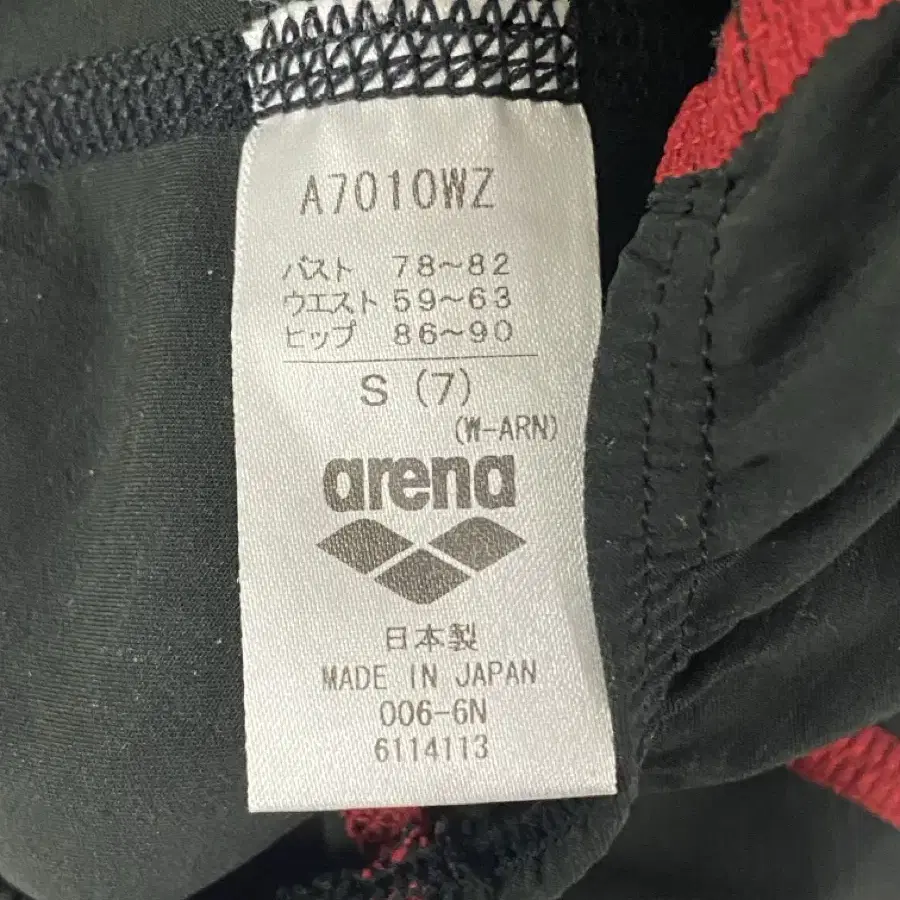 A7010WZ
バスト 78~82
ウエスト 59~63
ヒップ 86~90
S (7)
(W-ARN)
arena
日本製
MADE IN JAPAN
006-6N
6114113